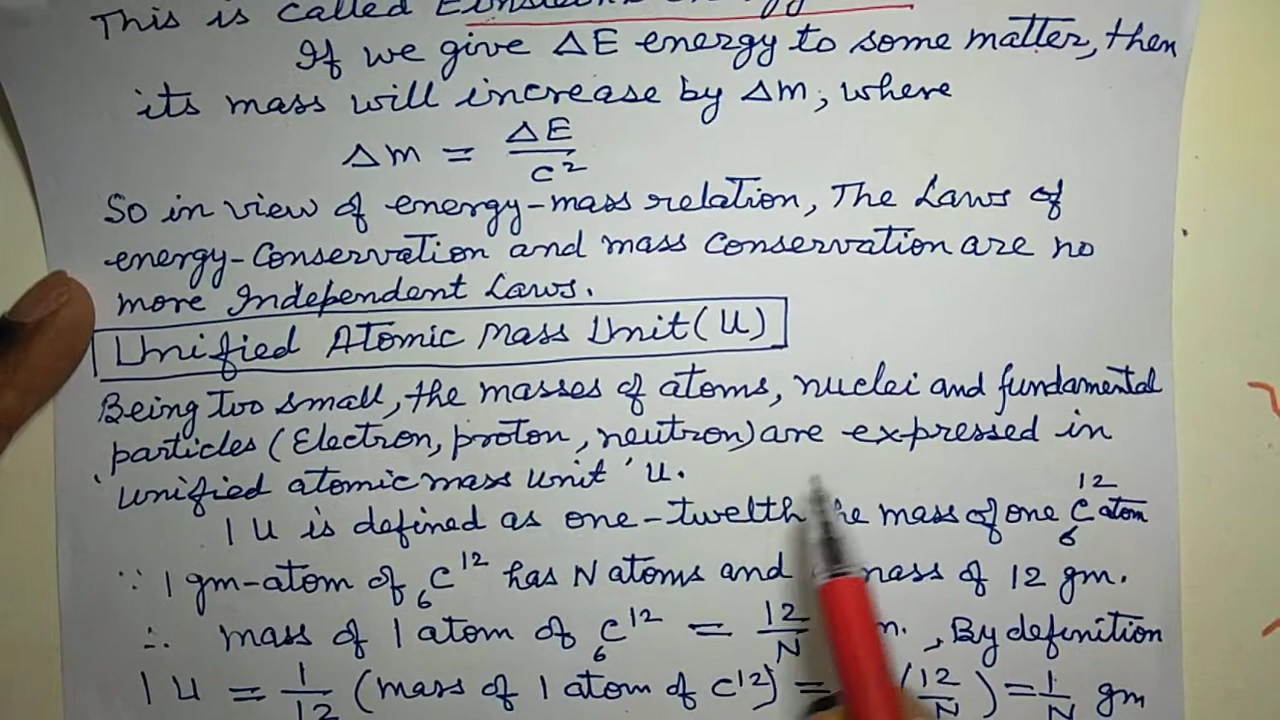 This is called
If we give ΔE energy to some matter, then
its mass will increase by Δm, where
Δm = ΔE/c²
So in view of energy-mass relation, The Laws of
energy-Conservation and mass Conservation are no
more Independent Laws.
Unified Atomic Mass Unit (U)
Being too small, the masses of atoms, nuclei and fundamental
particles (Electron, proton, neutron) are expressed in
'unified atomic mass unit' U.
1 U is defined as one-twelth mass of one ₆C¹² atom
∵ 1 gm-atom of ₆C¹² has N atoms and mass of 12 gm.
∴ mass of 1 atom of ₆C¹² = 12/N , By definition
1 U = 1/12 (mass of 1 atom of C¹²) = (12/N) = 1/N gm